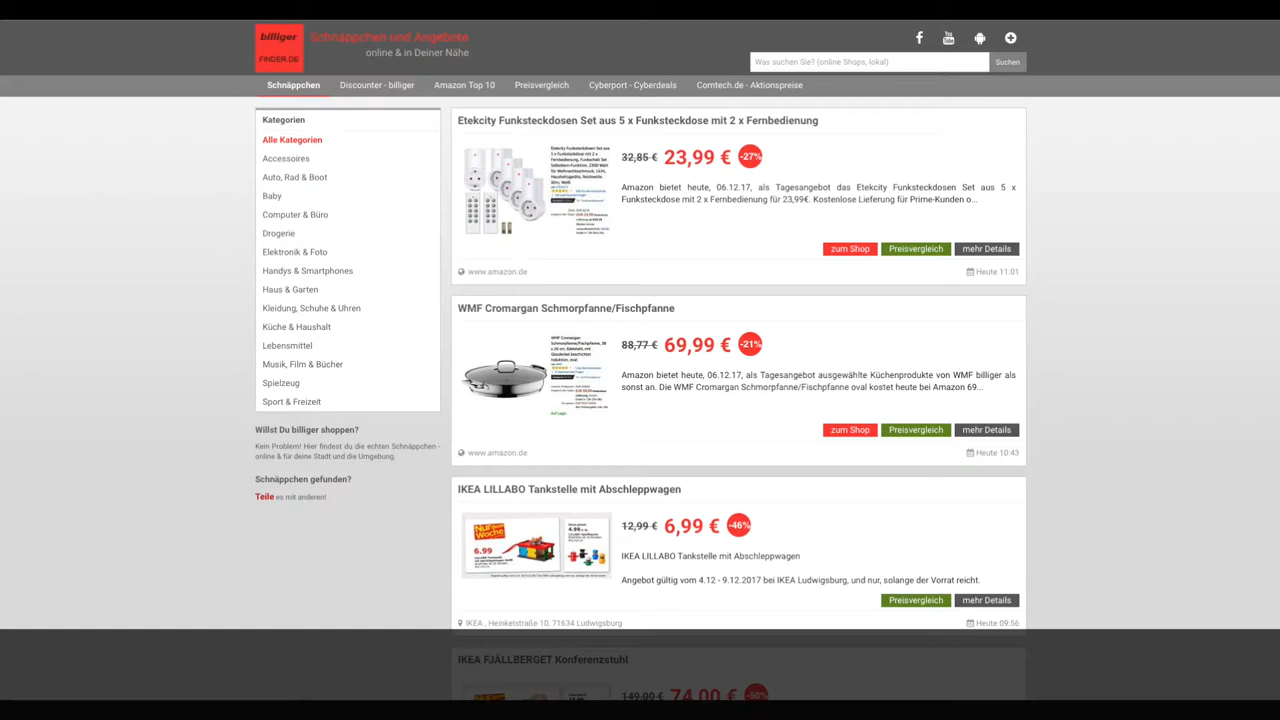 billiger
FINDER.DE
Schnäppchen und Angebote
online & in Deiner Nähe
Was suchen Sie? (online Shops, lokal)
Suchen
Schnäppchen
Discounter - billiger
Amazon Top 10
Preisvergleich
Cyberport - Cyberdeals
Comtech.de - Aktionspreise
Kategorien
Alle Kategorien
Accessoires
Auto, Rad & Boot
Baby
Computer & Büro
Drogerie
Elektronik & Foto
Handys & Smartphones
Haus & Garten
Kleidung, Schuhe & Uhren
Küche & Haushalt
Lebensmittel
Musik, Film & Bücher
Spielzeug
Sport & Freizeit
Willst Du billiger shoppen?
Kein Problem! Hier findest du die echten Schnäppchen -
online & für deine Stadt und die Umgebung.
Schnäppchen gefunden?
Teile es mit anderen!
Etekcity Funksteckdosen Set aus 5 x Funksteckdose mit 2 x Fernbedienung
32,85 € 23,99 € -27%
Amazon bietet heute, 06.12.17, als Tagesangebot das Etekcity Funksteckdosen Set aus 5 x
Funksteckdose mit 2 x Fernbedienung für 23,99€. Kostenlose Lieferung für Prime-Kunden o...
zum Shop
Preisvergleich
mehr Details
www.amazon.de
Heute 11:01
WMF Cromargan Schmorpfanne/Fischpfanne
88,77 € 69,99 € -21%
Amazon bietet heute, 06.12.17, als Tagesangebot ausgewählte Küchenprodukte von WMF billiger als
sonst an. Die WMF Cromargan Schmorpfanne/Fischpfanne oval kostet heute bei Amazon 69...
zum Shop
Preisvergleich
mehr Details
www.amazon.de
Heute 10:43
IKEA LILLABO Tankstelle mit Abschleppwagen
6.99
4.99
12,99 € 6,99 € -46%
IKEA LILLABO Tankstelle mit Abschleppwagen
Angebot gültig vom 4.12 - 9.12.2017 bei IKEA Ludwigsburg, und nur, solange der Vorrat reicht.
Preisvergleich
mehr Details
IKEA , Heinkelstraße 10, 71634 Ludwigsburg
Heute 09:56
IKEA FJÄLLBERGET Konferenzstuhl
149,00 € 74,00 € -50%